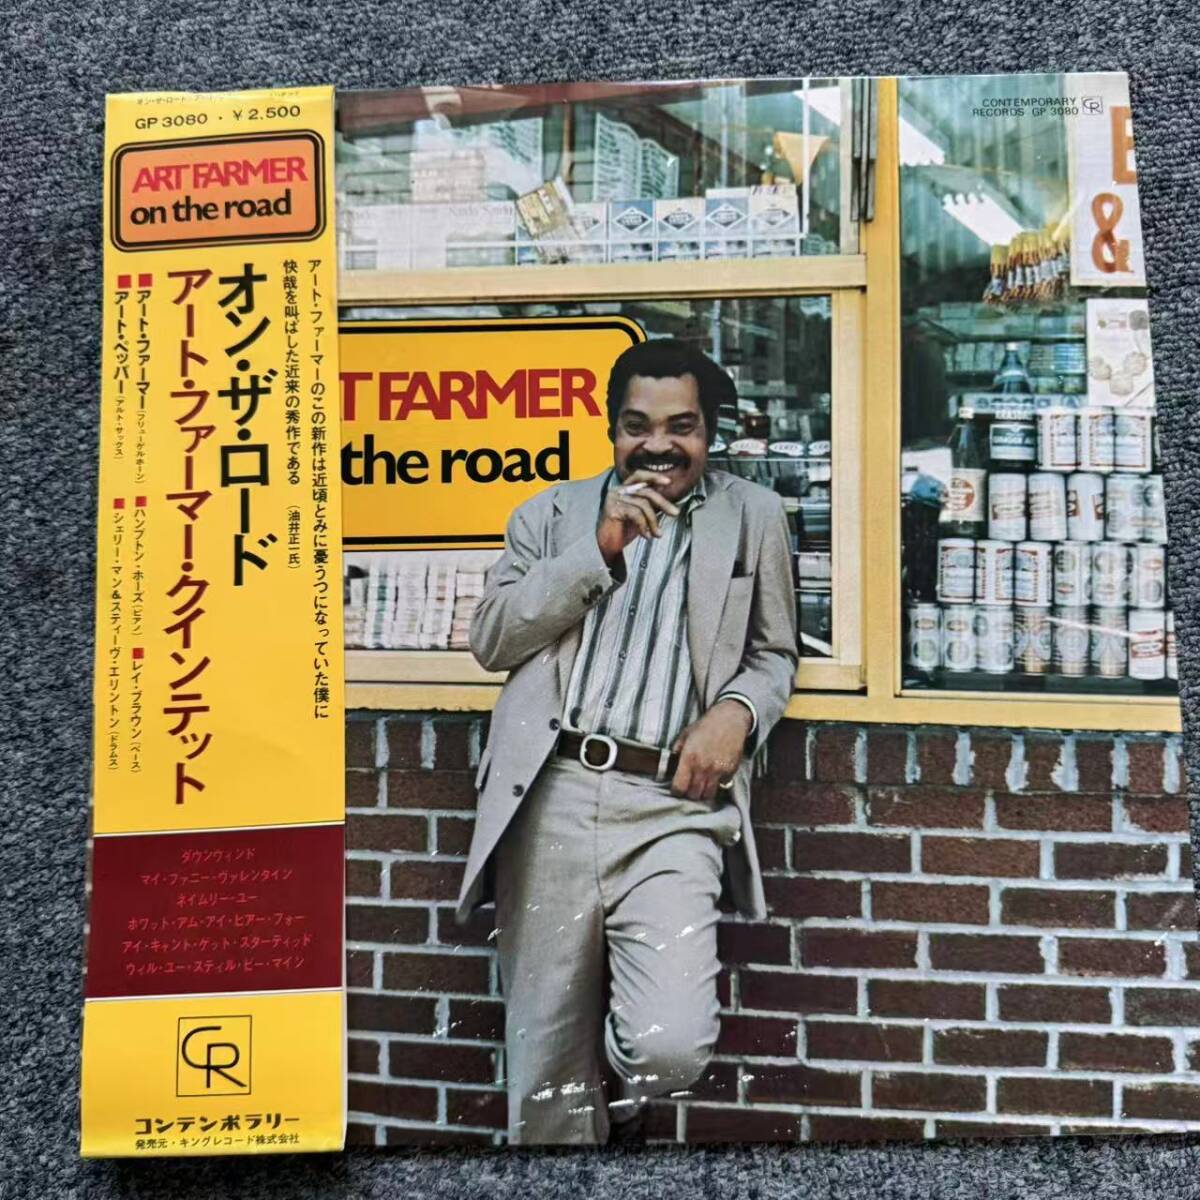 GP 3080 · ¥ 2,500
ART FARMER
on the road
アート・ファーマーのこの新作は近頃とみに憂うつになっていた僕に
快哉を叫ばした近来の秀作である (油井正一氏)
オン・ザ・ロード
アート・ファーマー・クインテット
■アート・ファーマー(フリューゲルホーン) ■ハンプトン・ホーズ(ピアノ) ■レイ・ブラウン(ベース)
■アート・ペッパー(アルト・サックス) ■シェリー・マン&スティーヴ・エリントン(ドラムス)
ダウンウィンド
マイ・ファニー・ヴァレンタイン
ネイムリー・ユー
ホワット・アム・アイ・ヒアー・フォー
アイ・キャント・ゲット・スターティッド
ウィル・ユー・スティル・ビー・マイン
CR
コンテンポラリー
発売元・キングレコード株式会社
CONTEMPORARY
RECORDS GP 3080
CR
&
T FARMER
the road